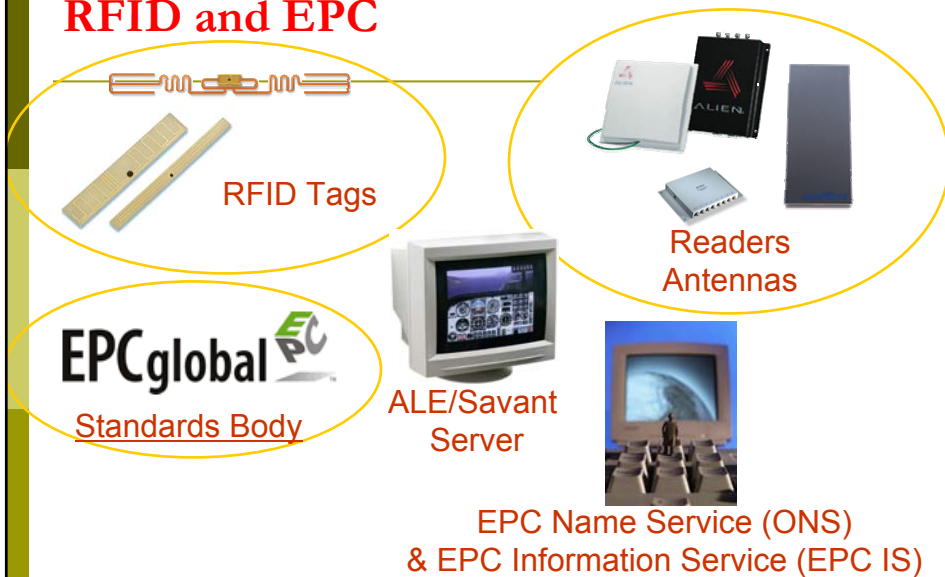 RFID and EPC
RFID Tags
ALIEN
Readers
Antennas
EPCglobal
EPC
Standards Body
ALE/Savant
Server
EPC Name Service (ONS)
& EPC Information Service (EPC IS)